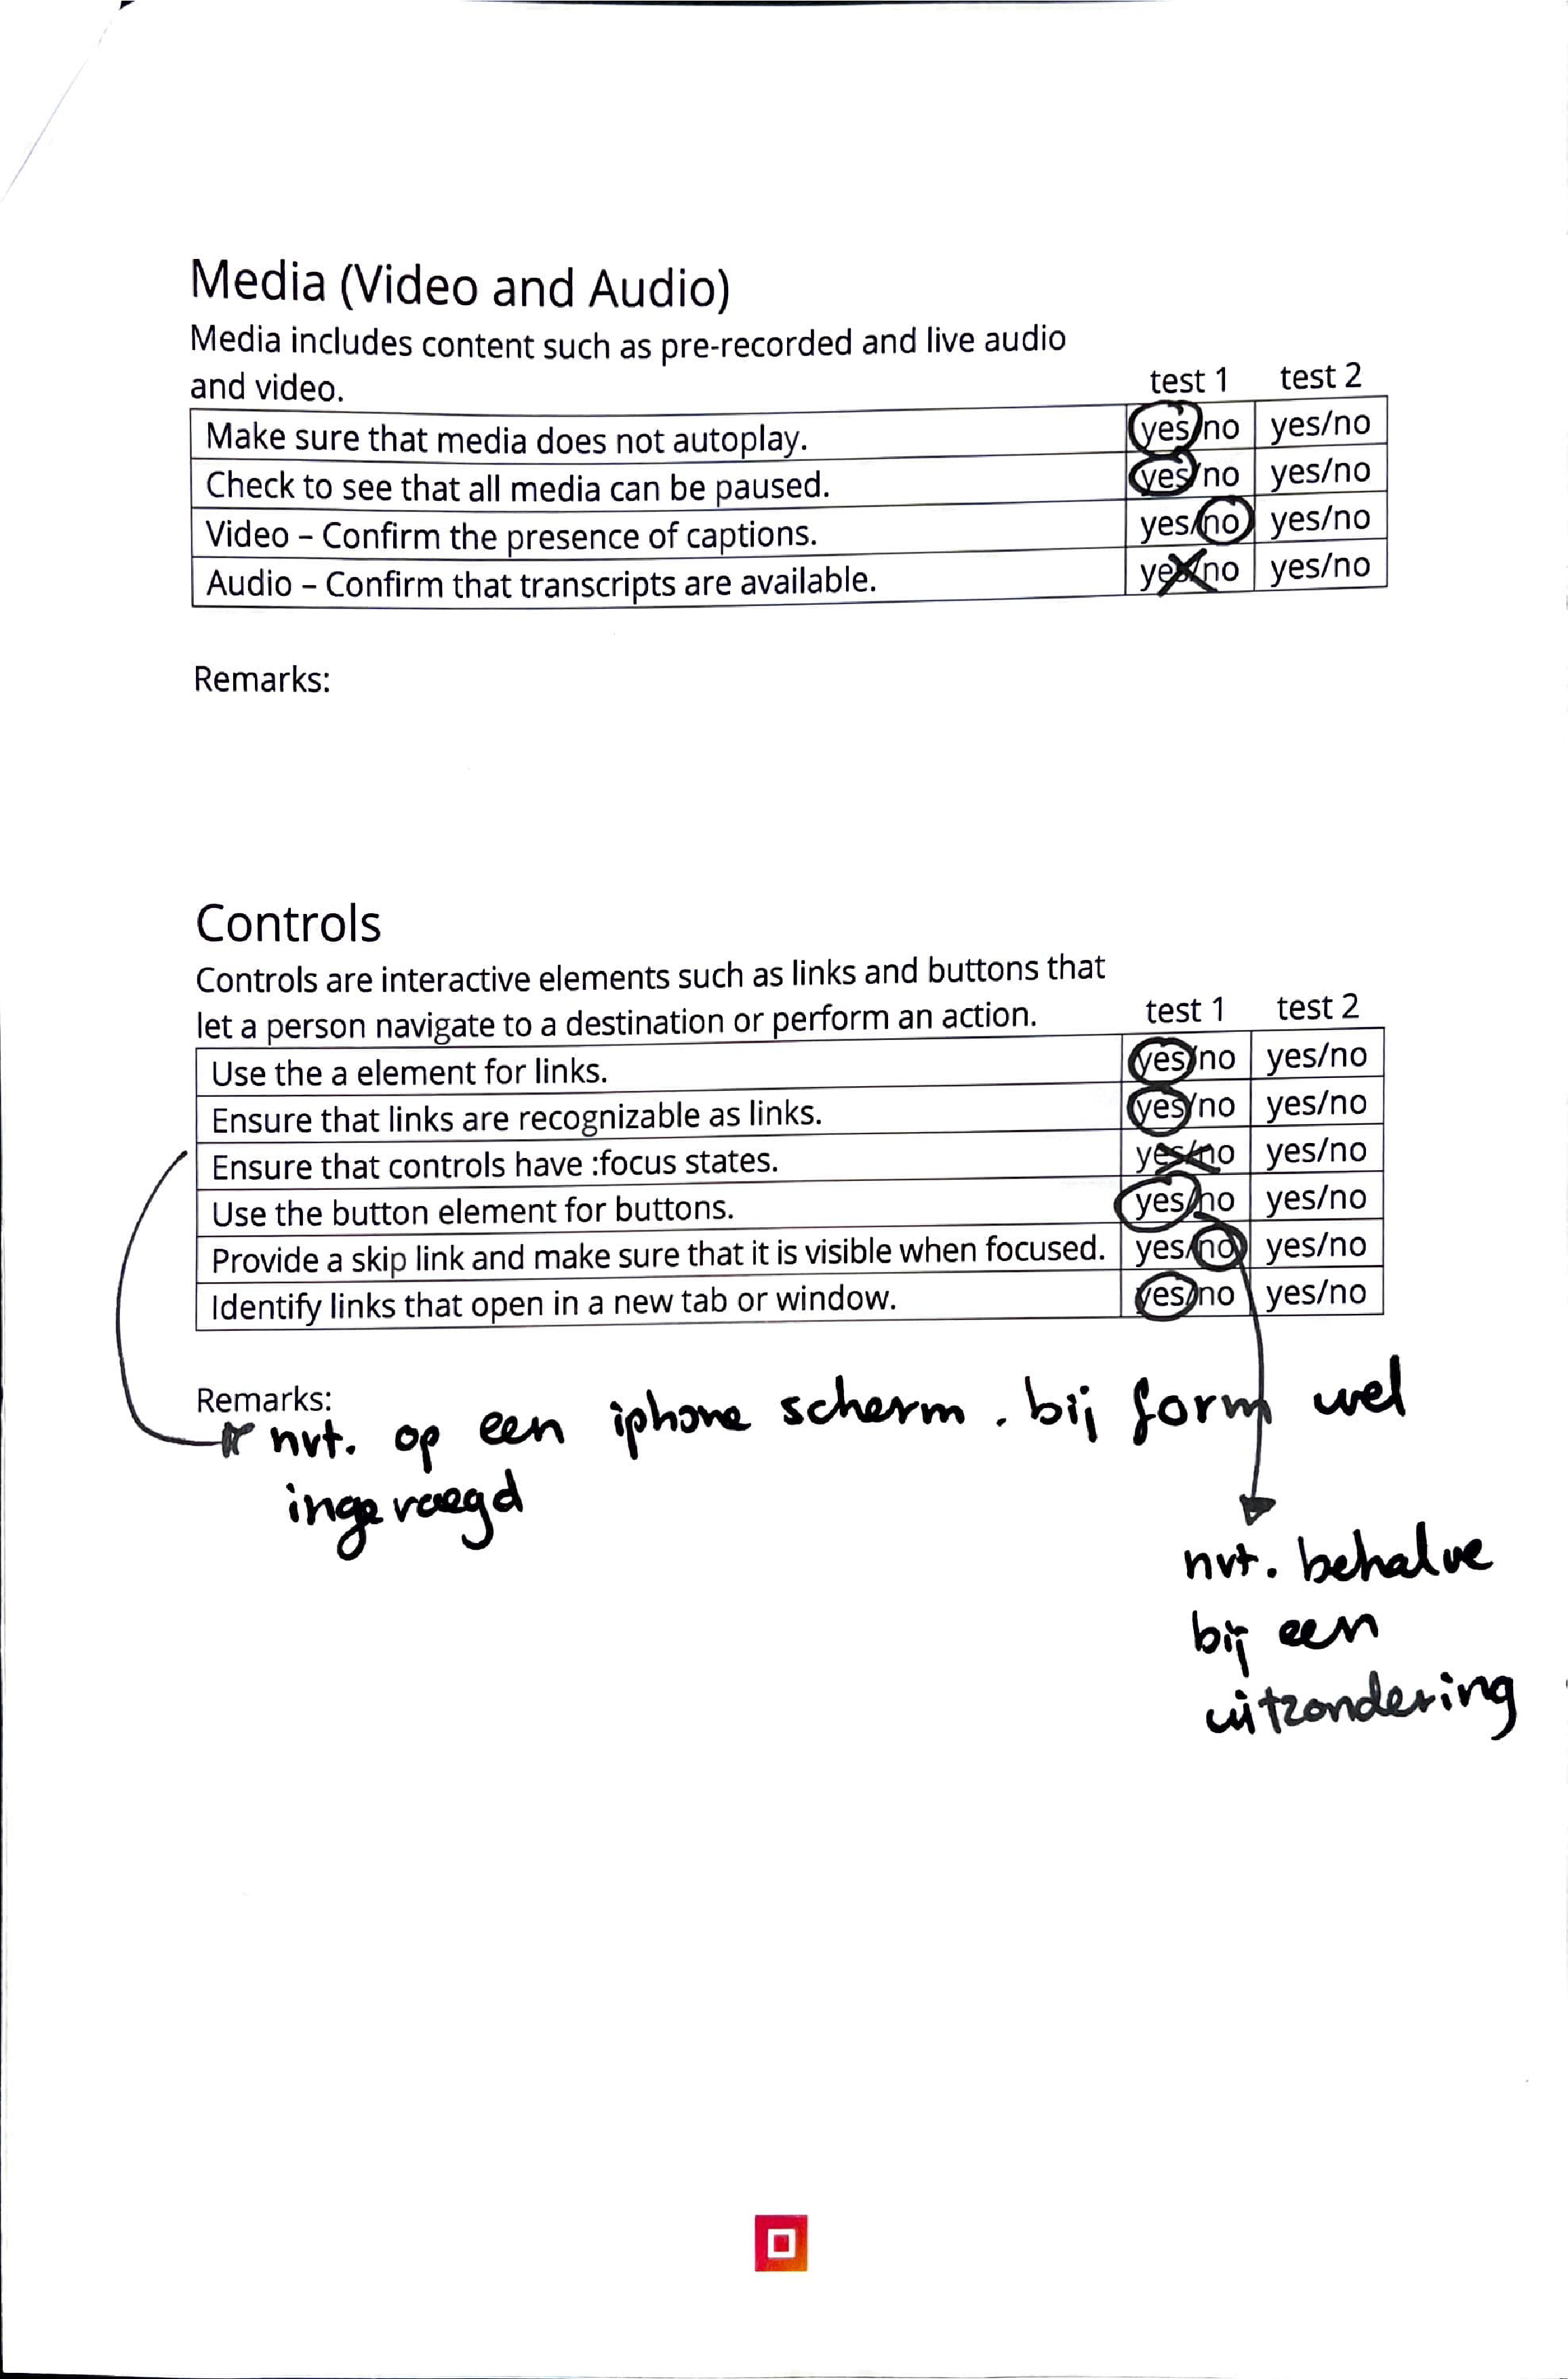 Media (Video and Audio)
Media includes content such as pre-recorded and live audio
and video. test 1 test 2
Make sure that media does not autoplay. yes/no yes/no
Check to see that all media can be paused. yes/no yes/no
Video – Confirm the presence of captions. yes/no yes/no
Audio – Confirm that transcripts are available. yes/no yes/no
Remarks:
Controls
Controls are interactive elements such as links and buttons that
let a person navigate to a destination or perform an action. test 1 test 2
Use the a element for links. yes/no yes/no
Ensure that links are recognizable as links. yes/no yes/no
Ensure that controls have :focus states. yes/no yes/no
Use the button element for buttons. yes/no yes/no
Provide a skip link and make sure that it is visible when focused. yes/no yes/no
Identify links that open in a new tab or window. yes/no yes/no
Remarks:
nvt. op een iphone scherm. bij form wel
ingevoegd
nvt. behalve
bij een
uitzondering